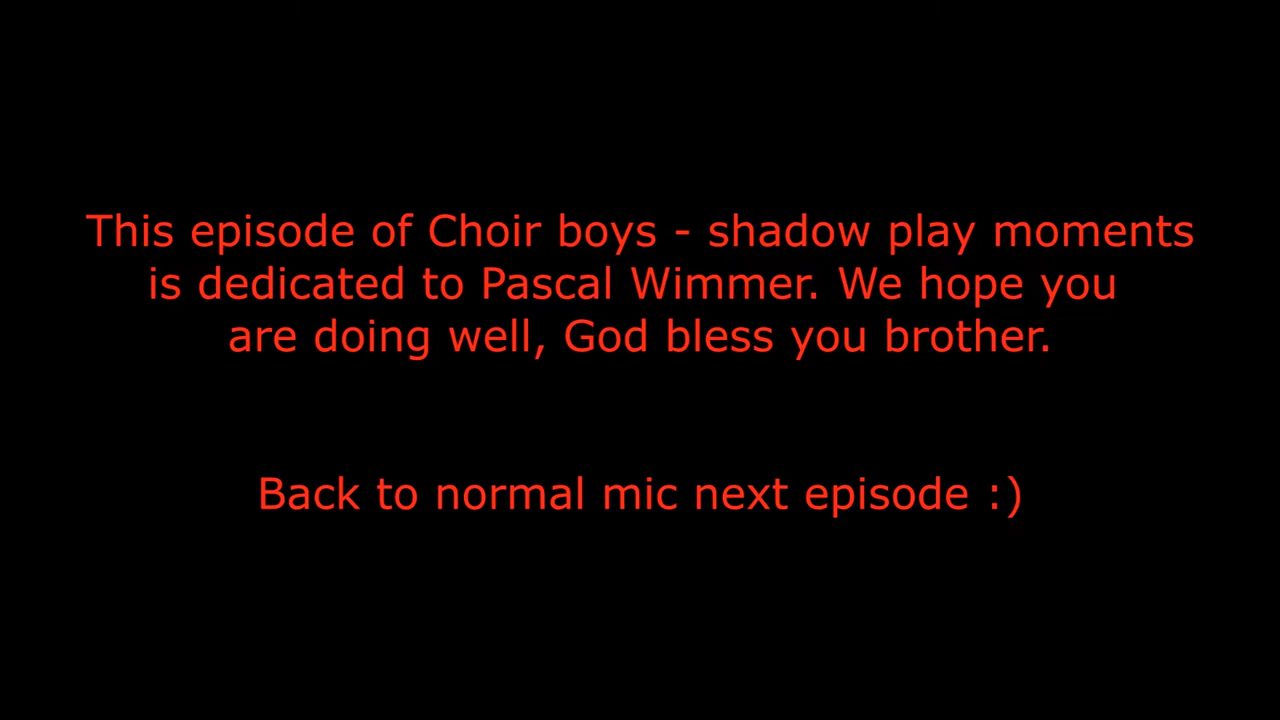 This episode of Choir boys - shadow play moments
is dedicated to Pascal Wimmer. We hope you
are doing well, God bless you brother.
Back to normal mic next episode :)